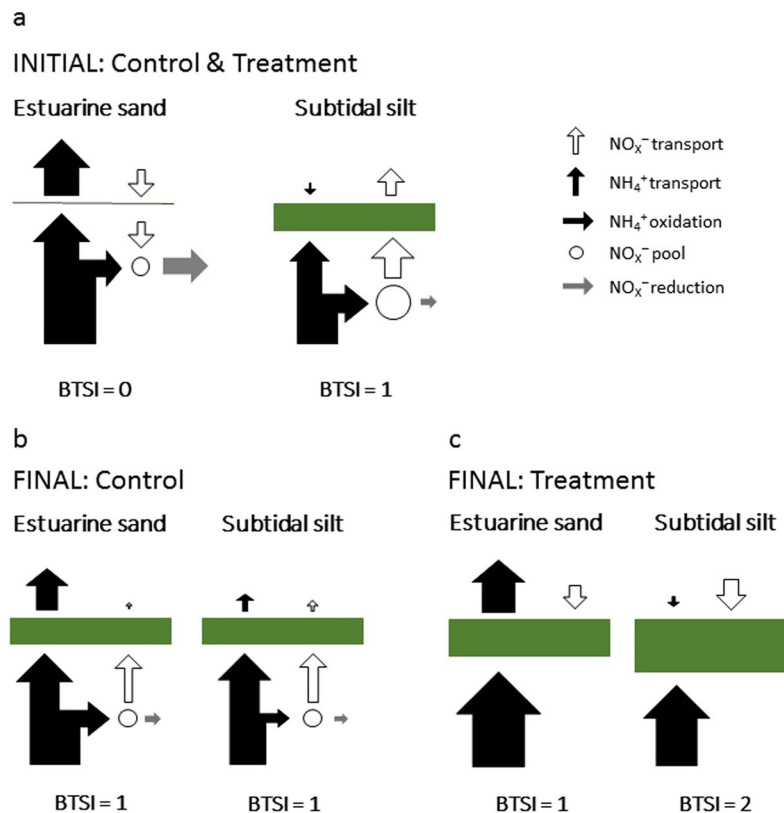 a
INITIAL: Control & Treatment
Estuarine sand
Subtidal silt
NOₓ⁻ transport
NH₄⁺ transport
NH₄⁺ oxidation
NOₓ⁻ pool
NOₓ⁻ reduction
BTSI = 0
BTSI = 1
b
FINAL: Control
Estuarine sand
Subtidal silt
BTSI = 1
BTSI = 1
c
FINAL: Treatment
Estuarine sand
Subtidal silt
BTSI = 1
BTSI = 2